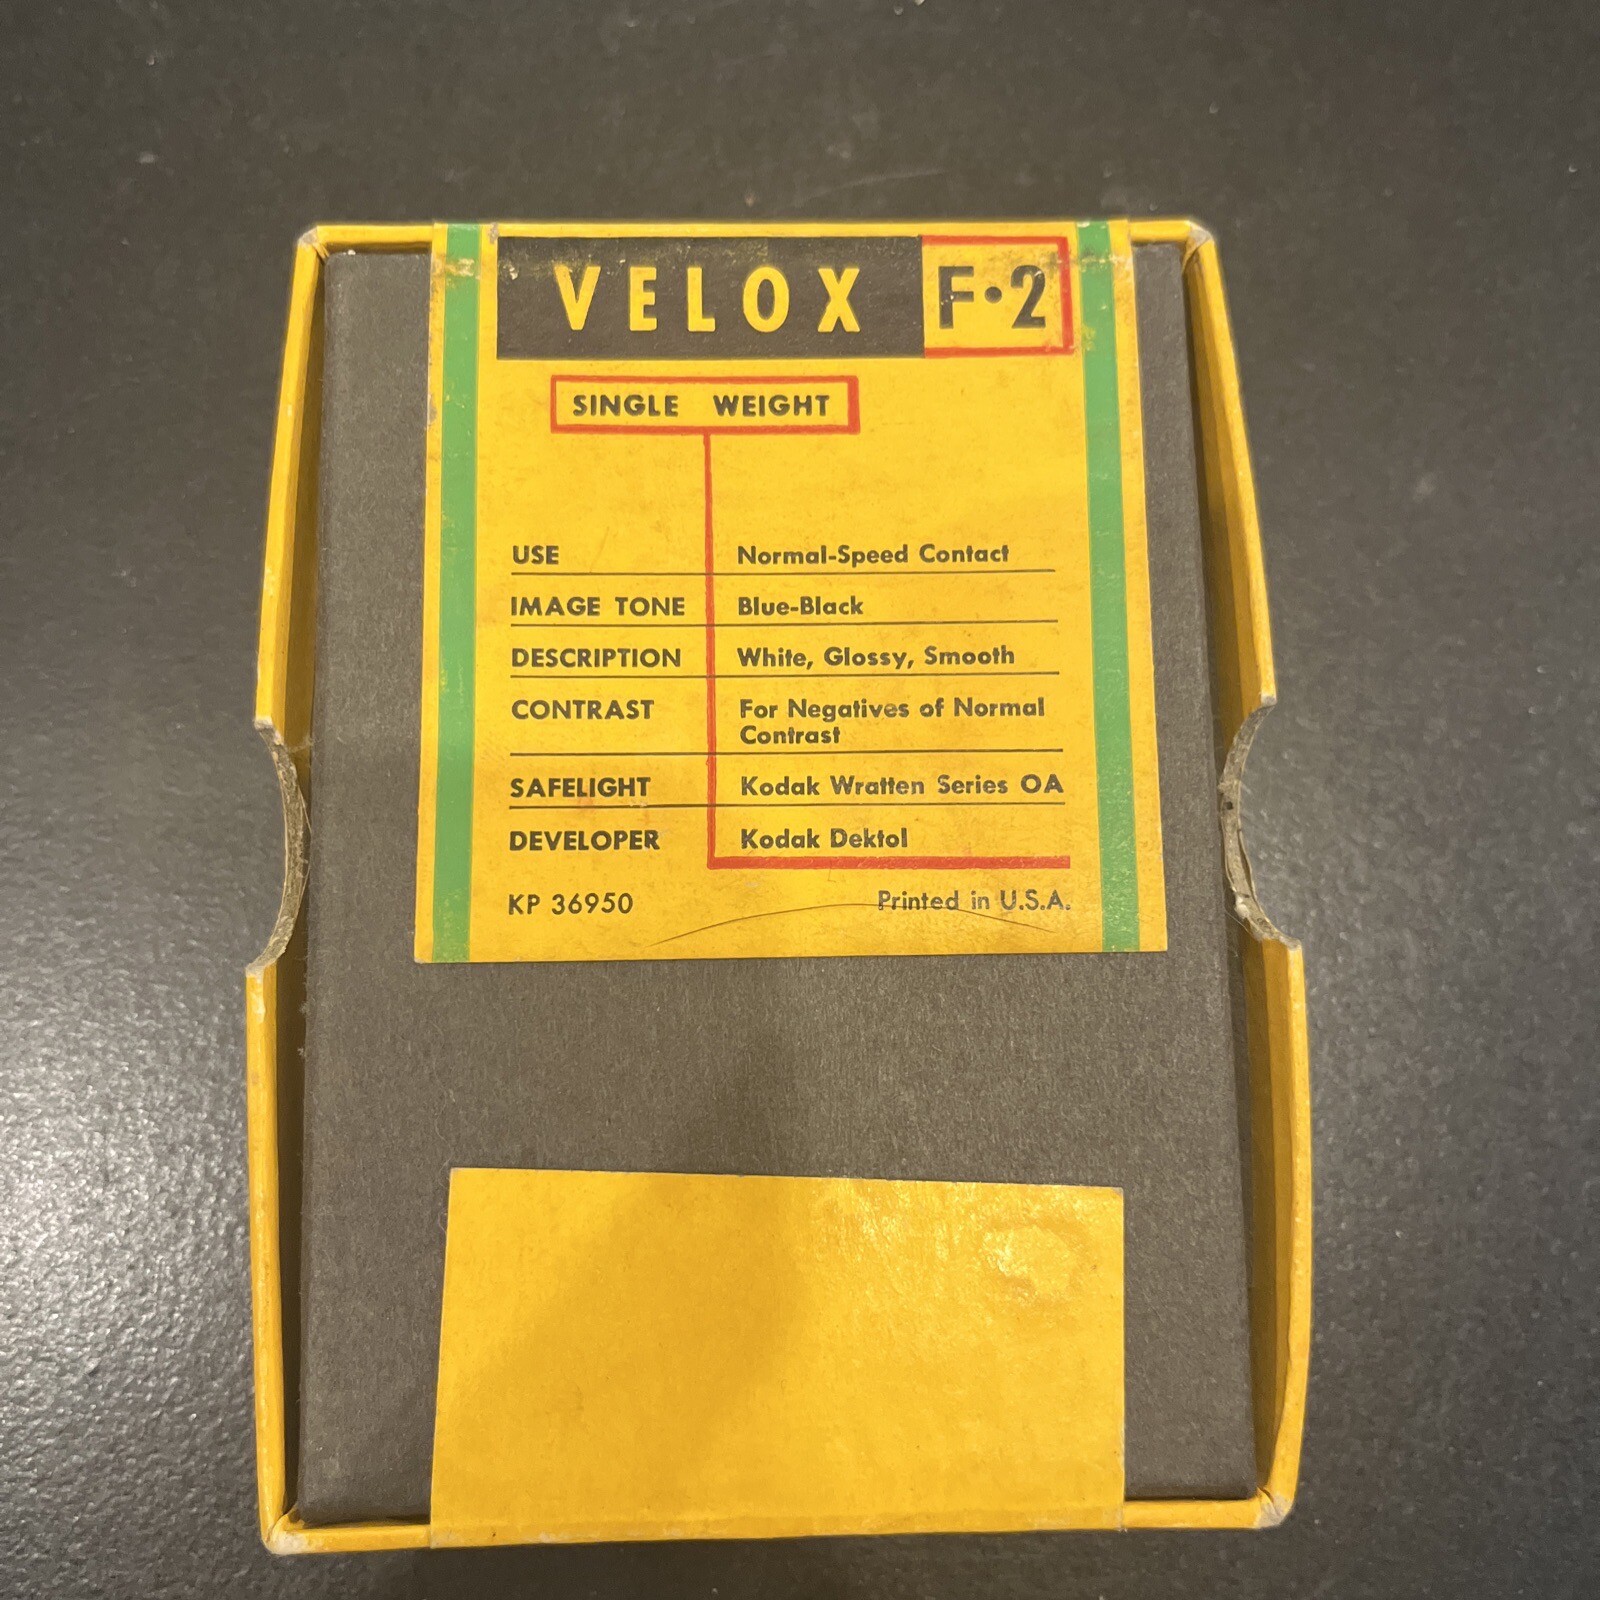 VELOX F•2
SINGLE WEIGHT
USE Normal-Speed Contact
IMAGE TONE Blue-Black
DESCRIPTION White, Glossy, Smooth
CONTRAST For Negatives of Normal
Contrast
SAFELIGHT Kodak Wratten Series OA
DEVELOPER Kodak Dektol
KP 36950 Printed in U.S.A.